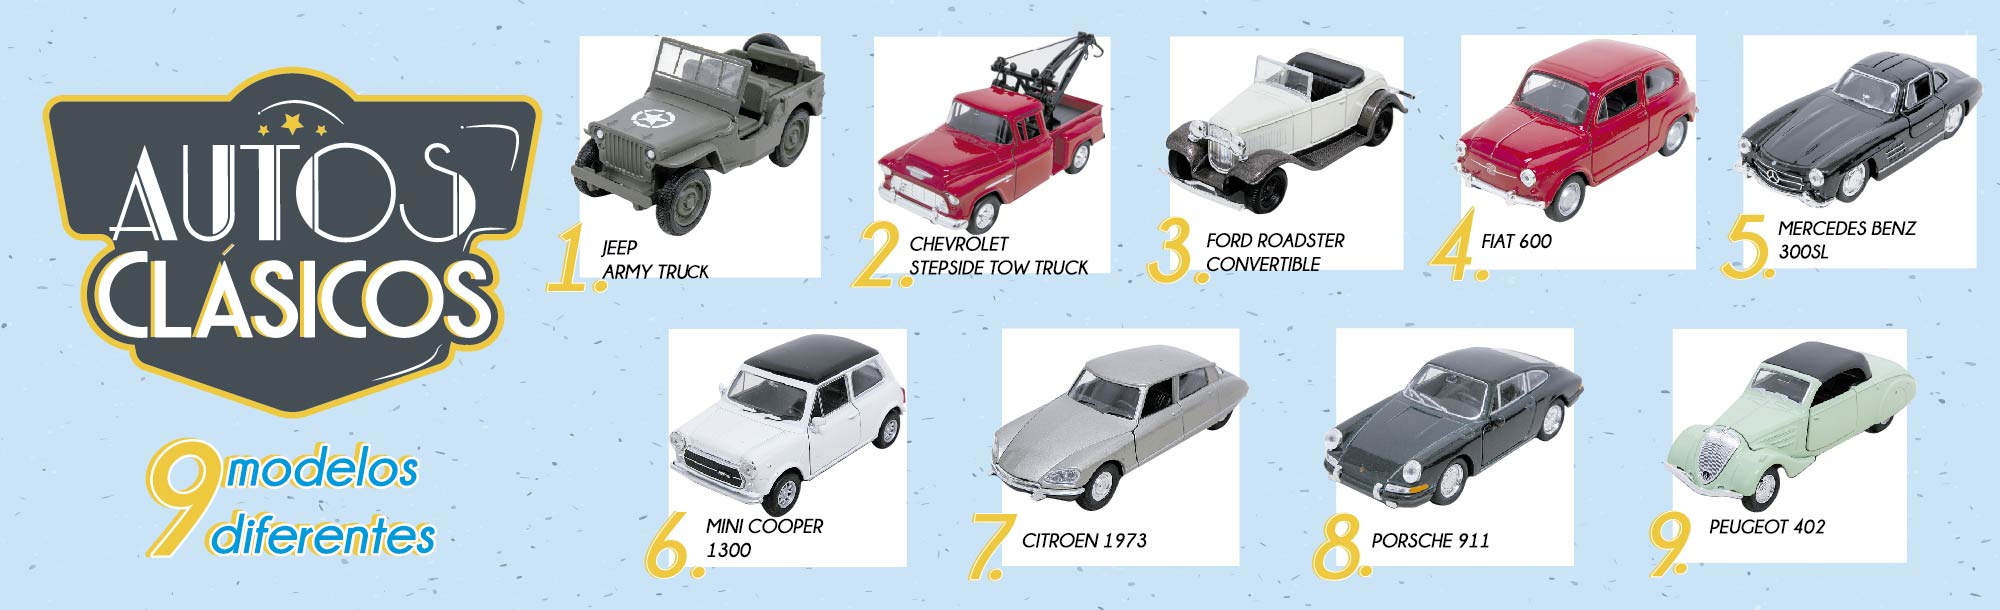 AUTOS
CLÁSICOS
9 modelos
diferentes
1. JEEP
ARMY TRUCK
2. CHEVROLET
STEPSIDE TOW TRUCK
3. FORD ROADSTER
CONVERTIBLE
4. FIAT 600
5. MERCEDES BENZ
300SL
6. MINI COOPER
1300
7. CITROEN 1973
8. PORSCHE 911
9. PEUGEOT 402